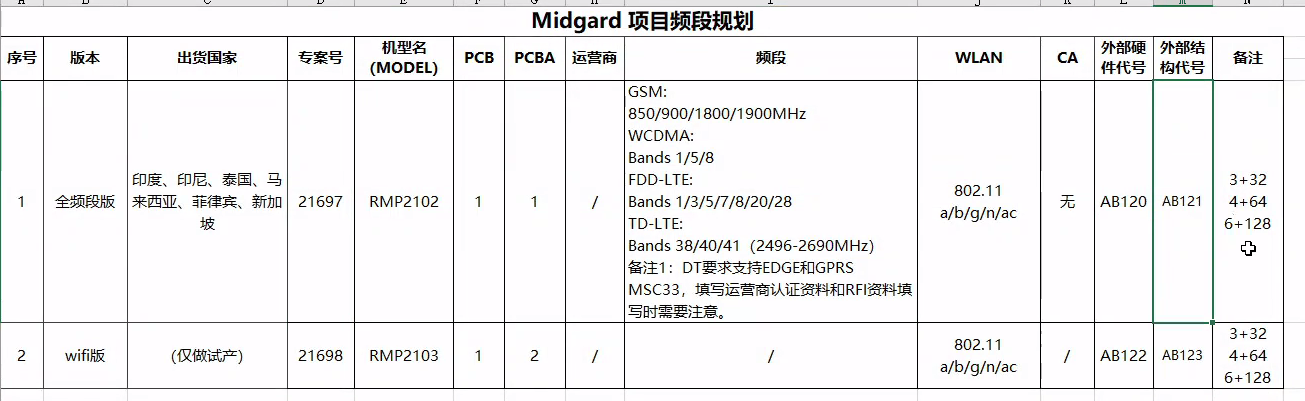 A B C D E F G H I J K L M N
Midgard 项目频段规划
序号 版本 出货国家 专案号 机型名 (MODEL) PCB PCBA 运营商 频段 WLAN CA 外部硬件代号 外部结构代号 备注
1 全频段版
印度、印尼、泰国、马
来西亚、菲律宾、新加
坡
21697 RMP2102 1 1 /
GSM:
850/900/1800/1900MHz
WCDMA:
Bands 1/5/8
FDD-LTE:
Bands 1/3/5/7/8/20/28
TD-LTE:
Bands 38/40/41（2496-2690MHz）
备注1：DT要求支持EDGE和GPRS
MSC33，填写运营商认证资料和RFI资料填
写时需要注意。
802.11
a/b/g/n/ac
无 AB120 AB121
3+32
4+64
6+128
2 wifi版 (仅做试产) 21698 RMP2103 1 2 / /
802.11
a/b/g/n/ac
/ AB122 AB123
3+32
4+64
6+128